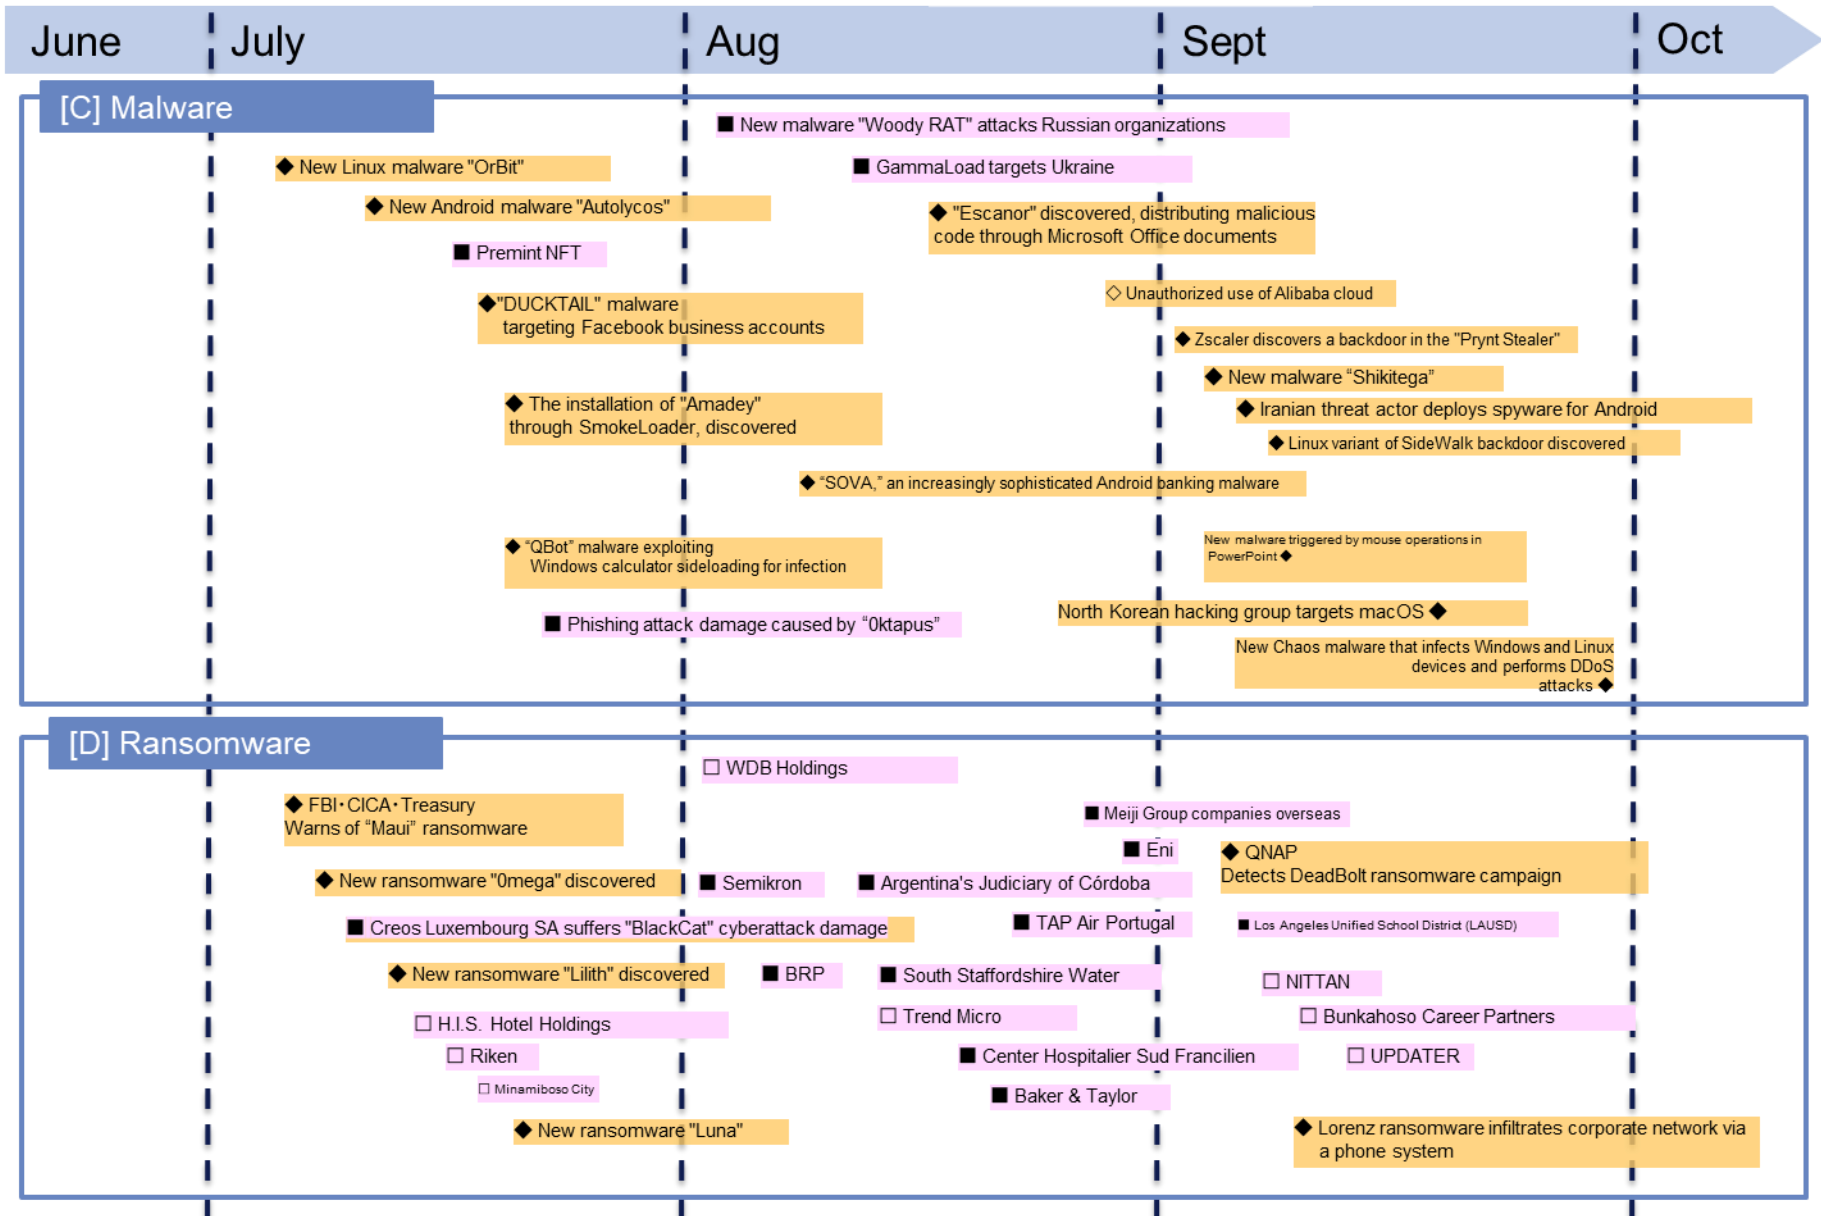 June
July
Aug
Sept
Oct
[C] Malware
■ New malware "Woody RAT" attacks Russian organizations
◆ New Linux malware "OrBit"
■ GammaLoad targets Ukraine
◆ New Android malware "Autolycos"
◆ "Escanor" discovered, distributing malicious
code through Microsoft Office documents
■ Premint NFT
◇ Unauthorized use of Alibaba cloud
◆"DUCKTAIL" malware
targeting Facebook business accounts
◆ Zscaler discovers a backdoor in the "Prynt Stealer"
◆ New malware “Shikitega”
◆ The installation of "Amadey"
through SmokeLoader, discovered
◆ Iranian threat actor deploys spyware for Android
◆ Linux variant of SideWalk backdoor discovered
◆ “SOVA,” an increasingly sophisticated Android banking malware
◆ “QBot” malware exploiting
Windows calculator sideloading for infection
New malware triggered by mouse operations in
PowerPoint ◆
■ Phishing attack damage caused by “0ktapus”
North Korean hacking group targets macOS ◆
New Chaos malware that infects Windows and Linux
devices and performs DDoS
attacks ◆
[D] Ransomware
□ WDB Holdings
◆ FBI・CICA・Treasury
Warns of “Maui” ransomware
■ Meiji Group companies overseas
■ Eni
◆ QNAP
Detects DeadBolt ransomware campaign
◆ New ransomware "0mega" discovered
■ Semikron
■ Argentina's Judiciary of Córdoba
■ Creos Luxembourg SA suffers "BlackCat" cyberattack damage
■ TAP Air Portugal
■ Los Angeles Unified School District (LAUSD)
◆ New ransomware "Lilith" discovered
■ BRP
■ South Staffordshire Water
□ NITTAN
□ H.I.S. Hotel Holdings
□ Trend Micro
□ Bunkahoso Career Partners
□ Riken
■ Center Hospitalier Sud Francilien
□ UPDATER
□ Minamiboso City
■ Baker & Taylor
◆ New ransomware "Luna"
◆ Lorenz ransomware infiltrates corporate network via
a phone system